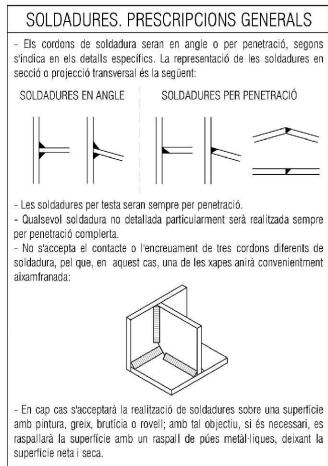 SOLDADURES. PRESCRIPCIONS GENERALS
- Els cordons de soldadura seran en angle o per penetració, segons
s'indica en els detalls específics. La representació de les soldadures en
secció o projecció transversal és la següent:
SOLDADURES EN ANGLE
SOLDADURES PER PENETRACIÓ
- Les soldadures per testa seran sempre per penetració.
- Qualsevol soldadura no detallada particularment serà realitzada sempre
per penetració complerta.
- No s'accepta el contacte o l'encreuament de tres cordons diferents de
soldadura, pel que, en aquest cas, una de les xapes anirà convenientment
aixamfranada:
- En cap cas s'acceptarà la realització de soldadures sobre una superfície
amb pintura, greix, brutícia o rovell; amb tal objectiu, si és necessari, es
raspallarà la superfície amb un raspall de púes metàl·liques, deixant la
superfície neta i seca.